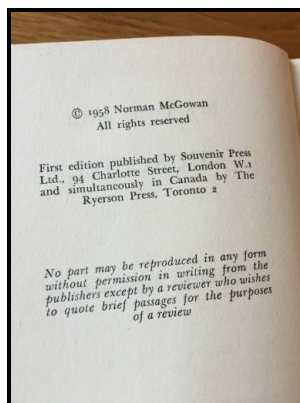 © 1958 Norman McGowan
All rights reserved
First edition published by Souvenir Press
Ltd., 94 Charlotte Street, London W.1
and simultaneously in Canada by The
Ryerson Press, Toronto 2
No part may be reproduced in any form
without permission in writing from the
publishers except by a reviewer who wishes
to quote brief passages for the purposes
of a review